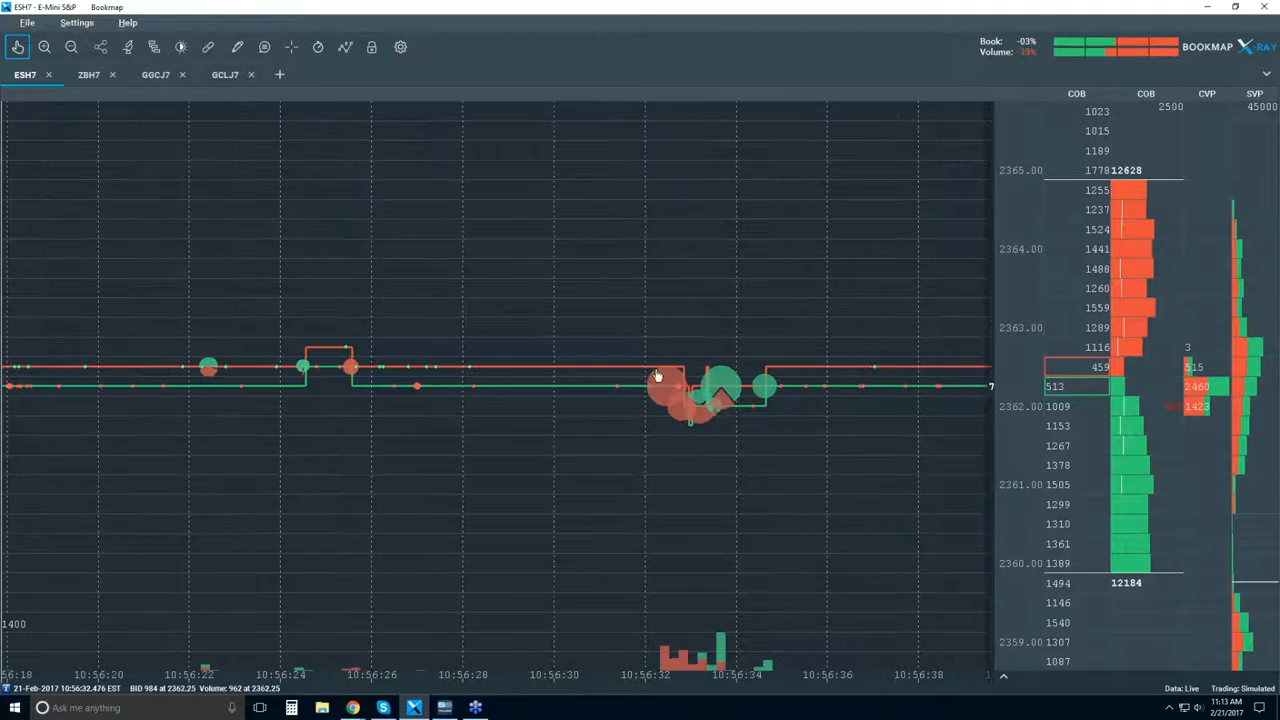 ESH7 - E-Mini S&P Bookmap
File Settings Help
Book: -03%
Volume: -19%
BOOKMAP X-RAY
ESH7 ZBH7 GGCJ7 GCLJ7
COB COB CVP SVP
2500 45000
1023
1015
1189
2365.00 1778 12628
1255
1237
1524
2364.00 1441
1488
1260
1559
2363.00 1289
1116 3
459 515
513 2460
7
2362.00 1009 1423
1153
1267
1378
2361.00 1505
1299
1310
1361
2360.00 1389
1494 12184
1146
1540
2359.00 1307
1087
1400
56:18 10:56:20 10:56:22 10:56:24 10:56:26 10:56:28 10:56:30 10:56:32 10:56:34 10:56:36 10:56:38 1
21-Feb-2017 10:56:32.476 EST BID 984 at 2362.25 Volume: 962 at 2362.25
Data: Live Trading: Simulated
Ask me anything
11:13 AM
2/21/2017